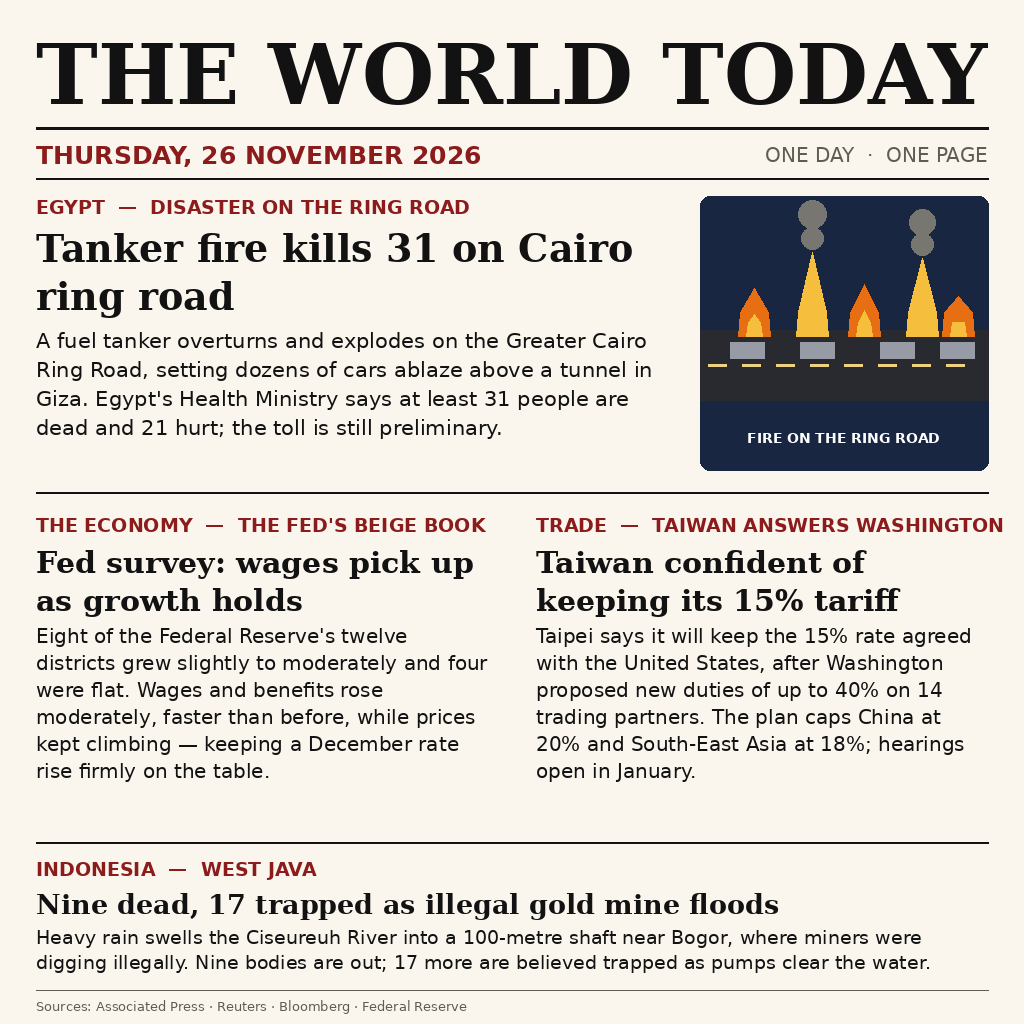 THE WORLD TODAY
THURSDAY, 26 NOVEMBER 2026
ONE DAY · ONE PAGE
EGYPT — DISASTER ON THE RING ROAD
Tanker fire kills 31 on Cairo
ring road
A fuel tanker overturns and explodes on the Greater Cairo
Ring Road, setting dozens of cars ablaze above a tunnel in
Giza. Egypt's Health Ministry says at least 31 people are
dead and 21 hurt; the toll is still preliminary.
FIRE ON THE RING ROAD
THE ECONOMY — THE FED'S BEIGE BOOK
Fed survey: wages pick up
as growth holds
Eight of the Federal Reserve's twelve
districts grew slightly to moderately and four
were flat. Wages and benefits rose
moderately, faster than before, while prices
kept climbing — keeping a December rate
rise firmly on the table.
TRADE — TAIWAN ANSWERS WASHINGTON
Taiwan confident of
keeping its 15% tariff
Taipei says it will keep the 15% rate agreed
with the United States, after Washington
proposed new duties of up to 40% on 14
trading partners. The plan caps China at
20% and South-East Asia at 18%; hearings
open in January.
INDONESIA — WEST JAVA
Nine dead, 17 trapped as illegal gold mine floods
Heavy rain swells the Ciseureuh River into a 100-metre shaft near Bogor, where miners were
digging illegally. Nine bodies are out; 17 more are believed trapped as pumps clear the water.
Sources: Associated Press · Reuters · Bloomberg · Federal Reserve